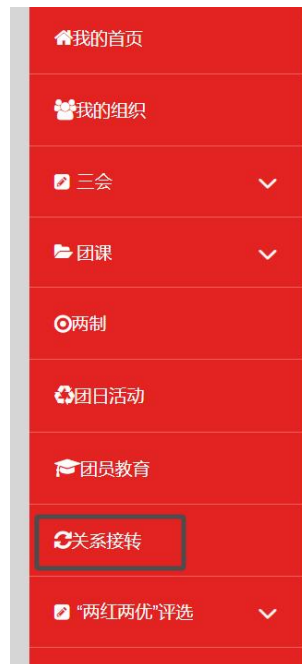 我的首页
我的组织
三会
团课
两制
团日活动
团员教育
关系接转
“两红两优”评选